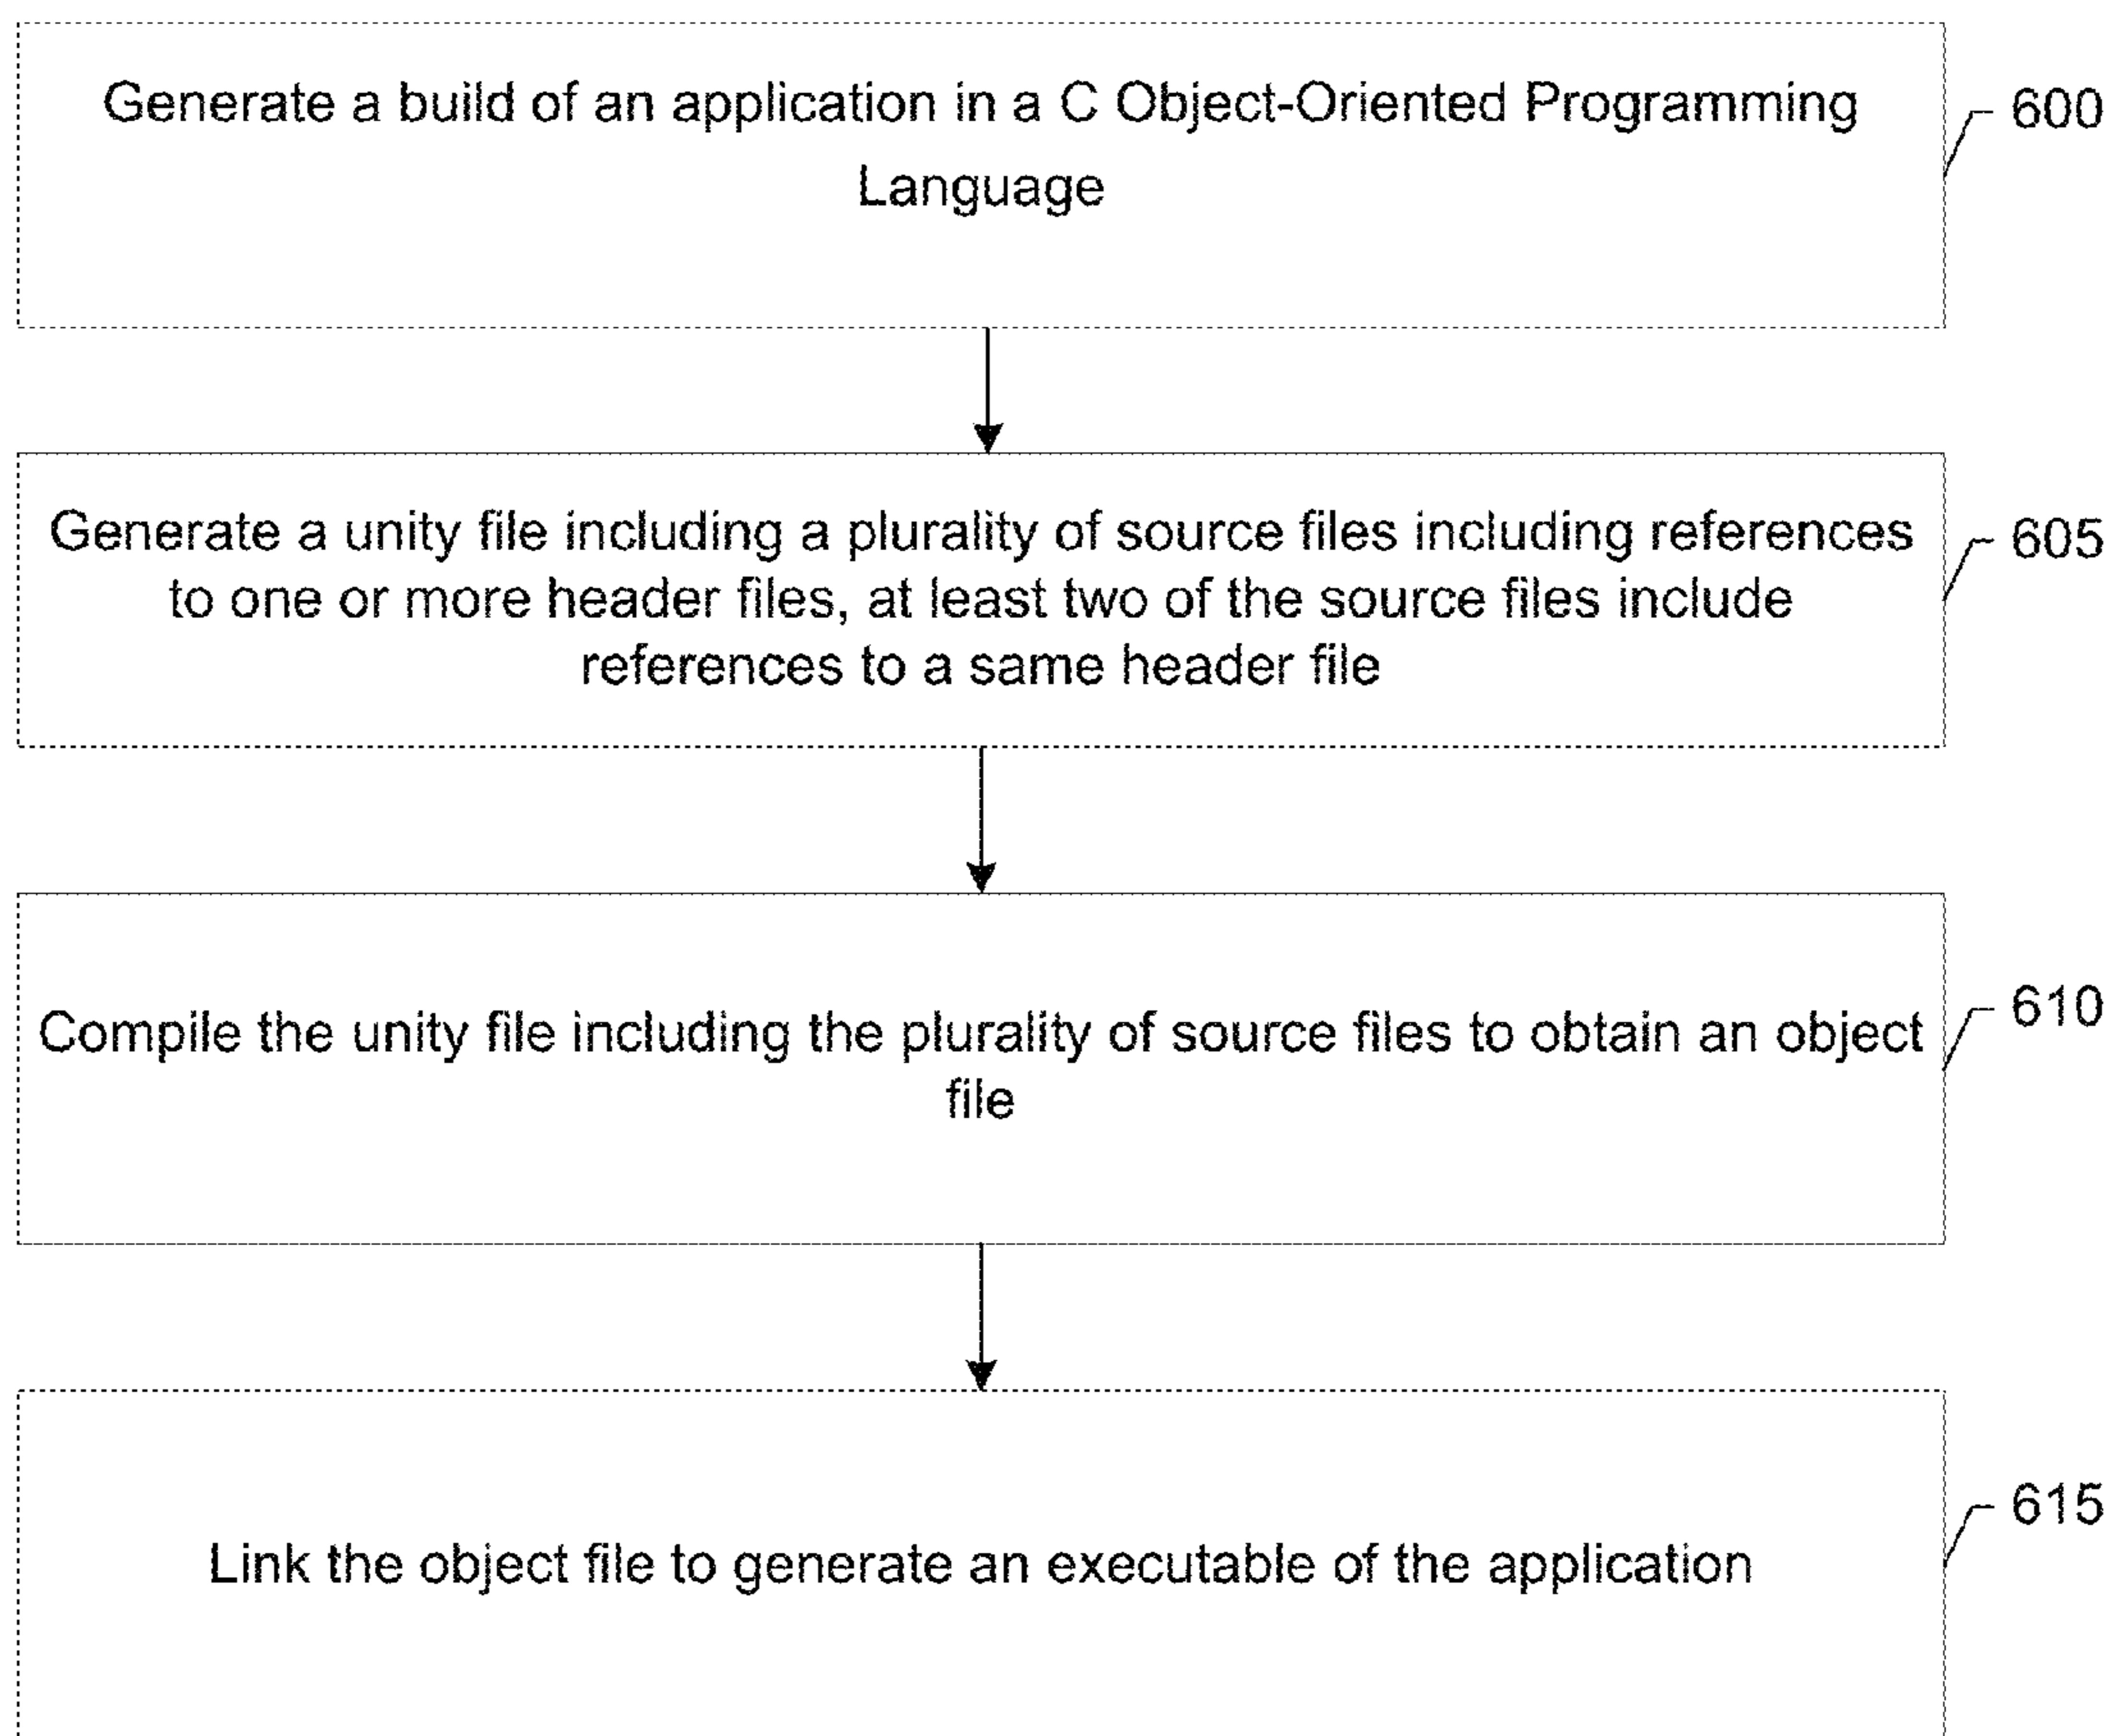 Generate a build of an application in a C Object-Oriented Programming
Language
600
Generate a unity file including a plurality of source files including references
to one or more header files, at least two of the source files include
references to a same header file
605
Compile the unity file including the plurality of source files to obtain an object
file
610
Link the object file to generate an executable of the application
615